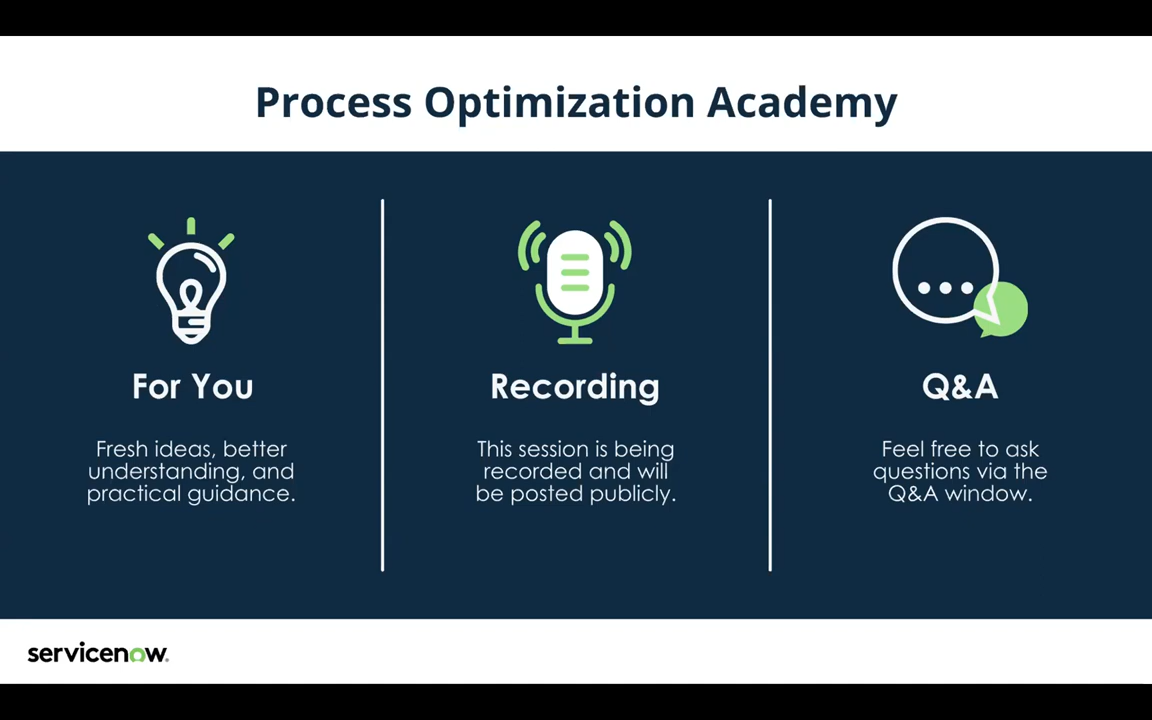 Process Optimization Academy
For You
Fresh ideas, better
understanding, and
practical guidance.
Recording
This session is being
recorded and will
be posted publicly.
Q&A
Feel free to ask
questions via the
Q&A window.
servicenow.